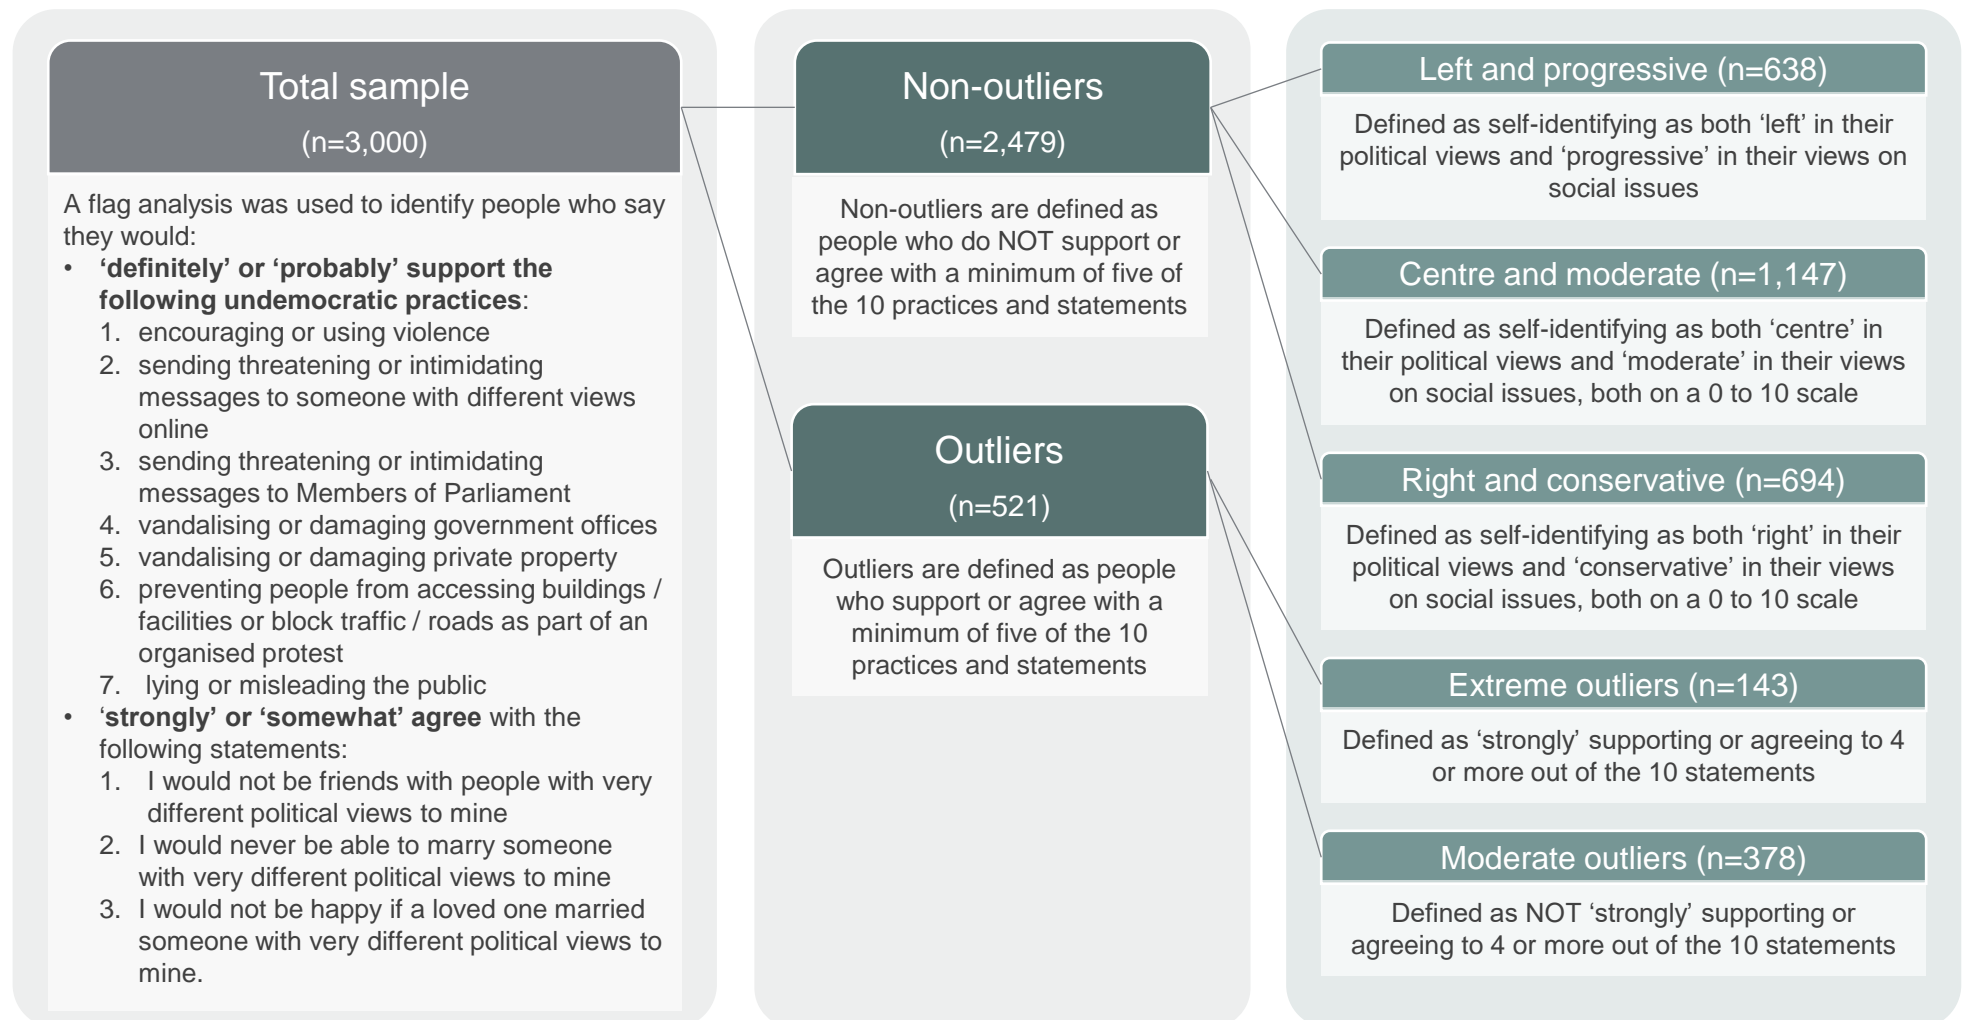 Total sample
(n=3,000)
A flag analysis was used to identify people who say
they would:
• ‘definitely’ or ‘probably’ support the
following undemocratic practices:
1. encouraging or using violence
2. sending threatening or intimidating
messages to someone with different views
online
3. sending threatening or intimidating
messages to Members of Parliament
4. vandalising or damaging government offices
5. vandalising or damaging private property
6. preventing people from accessing buildings /
facilities or block traffic / roads as part of an
organised protest
7. lying or misleading the public
• ‘strongly’ or ‘somewhat’ agree with the
following statements:
1. I would not be friends with people with very
different political views to mine
2. I would never be able to marry someone
with very different political views to mine
3. I would not be happy if a loved one married
someone with very different political views to
mine.
Non-outliers
(n=2,479)
Non-outliers are defined as
people who do NOT support or
agree with a minimum of five of
the 10 practices and statements
Outliers
(n=521)
Outliers are defined as people
who support or agree with a
minimum of five of the 10
practices and statements
Left and progressive (n=638)
Defined as self-identifying as both ‘left’ in their
political views and ‘progressive’ in their views on
social issues
Centre and moderate (n=1,147)
Defined as self-identifying as both ‘centre’ in
their political views and ‘moderate’ in their views
on social issues, both on a 0 to 10 scale
Right and conservative (n=694)
Defined as self-identifying as both ‘right’ in their
political views and ‘conservative’ in their views
on social issues, both on a 0 to 10 scale
Extreme outliers (n=143)
Defined as ‘strongly’ supporting or agreeing to 4
or more out of the 10 statements
Moderate outliers (n=378)
Defined as NOT ‘strongly’ supporting or
agreeing to 4 or more out of the 10 statements